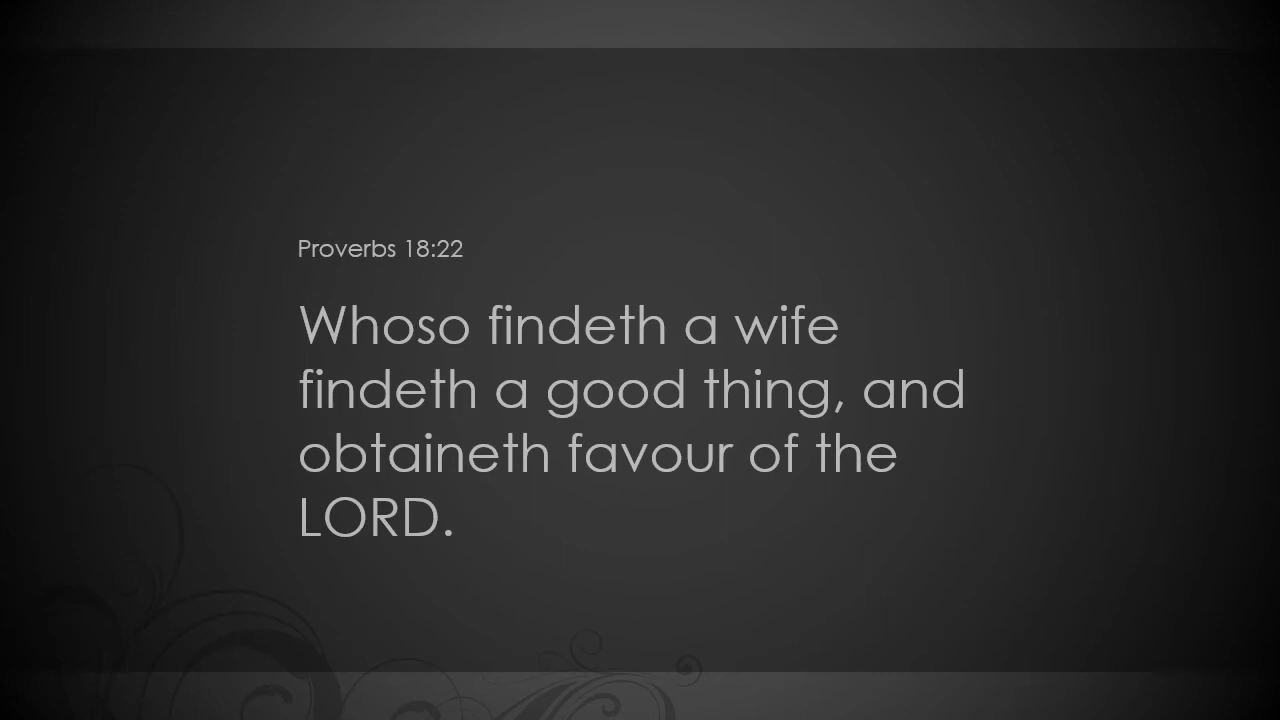 Proverbs 18:22
Whoso findeth a wife
findeth a good thing, and
obtaineth favour of the
LORD.